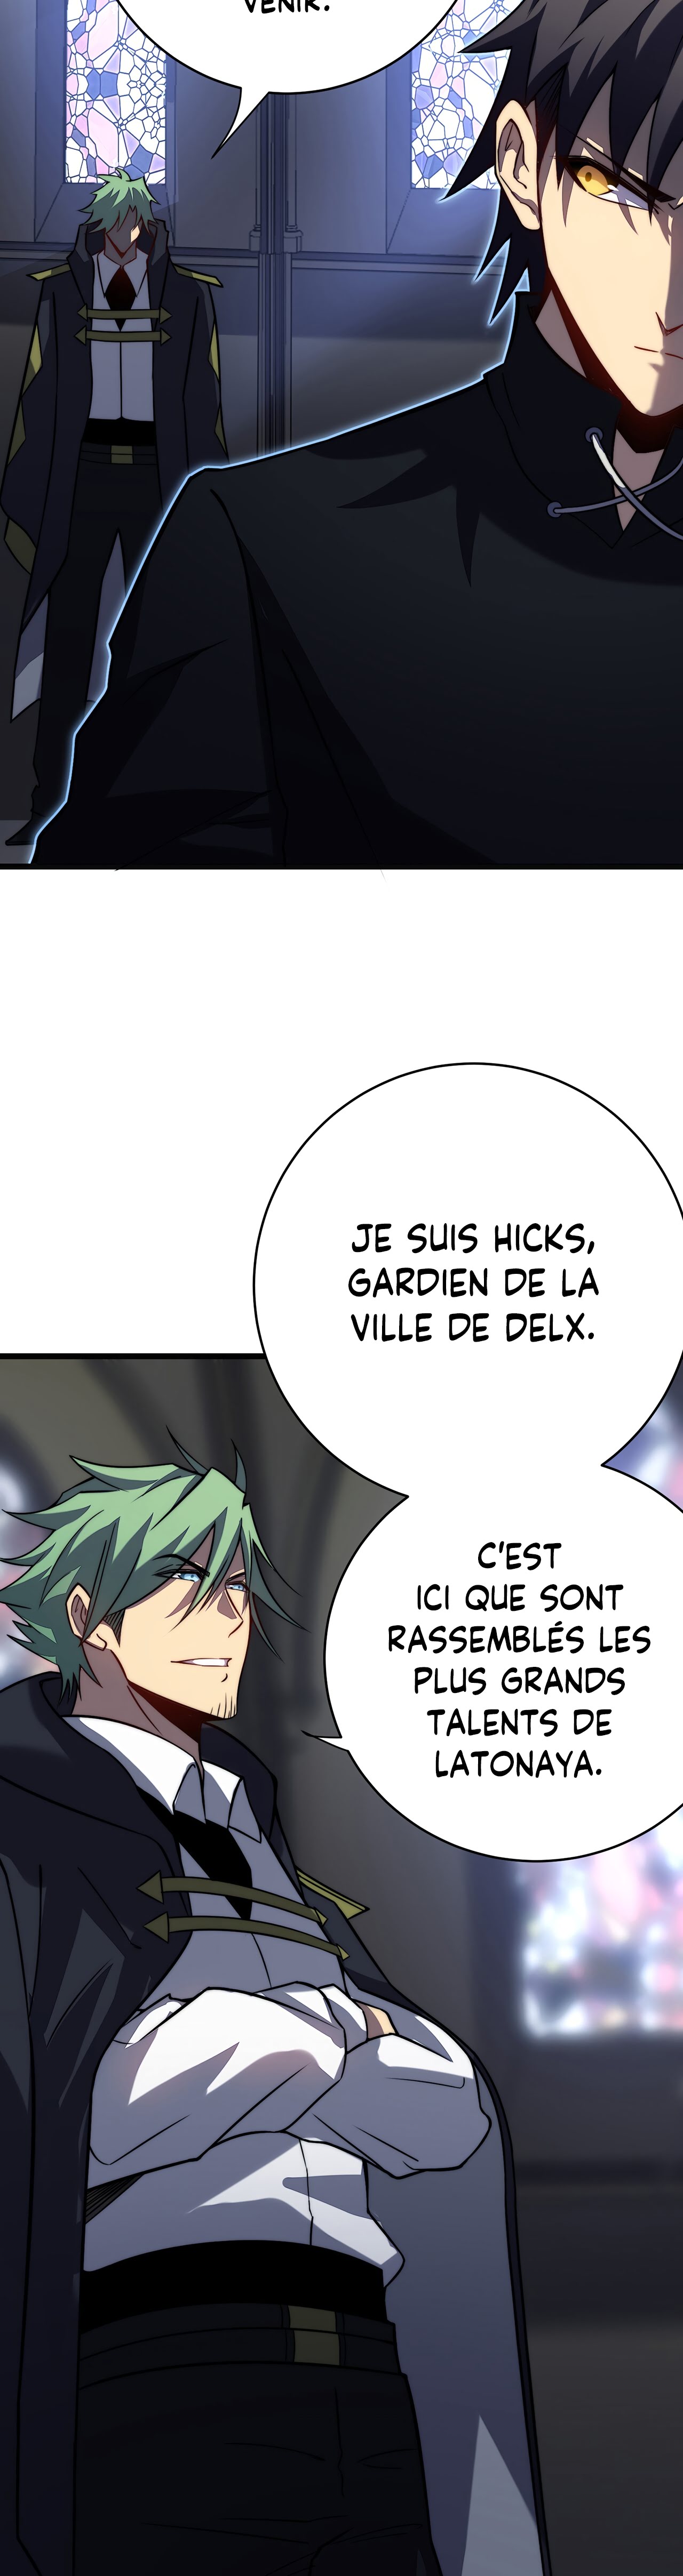 VENIR.
JE SUIS HICKS,
GARDIEN DE LA
VILLE DE DELX.
C'EST
ICI QUE SONT
RASSEMBLÉS LES
PLUS GRANDS
TALENTS DE
LATONAYA.